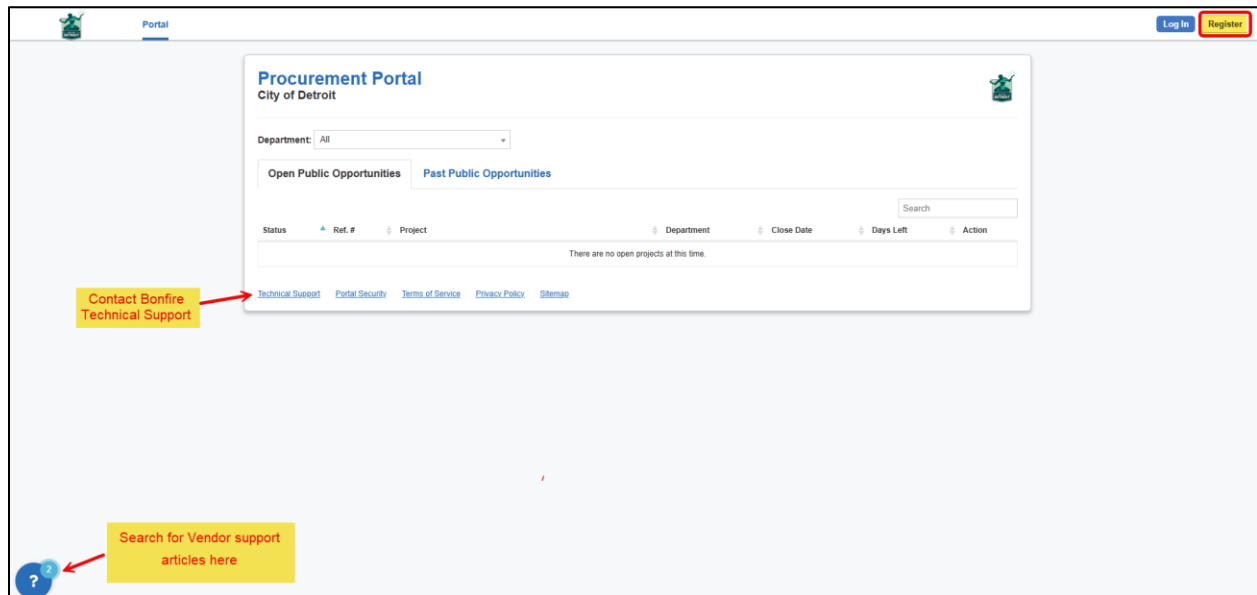 Portal
Log In
Register
Procurement Portal
City of Detroit
Department: All
Open Public Opportunities Past Public Opportunities
Search
Status Ref. # Project Department Close Date Days Left Action
There are no open projects at this time.
Technical Support Portal Security Terms of Service Privacy Policy Sitemap
Contact Bonfire
Technical Support
Search for Vendor support
articles here
2
?